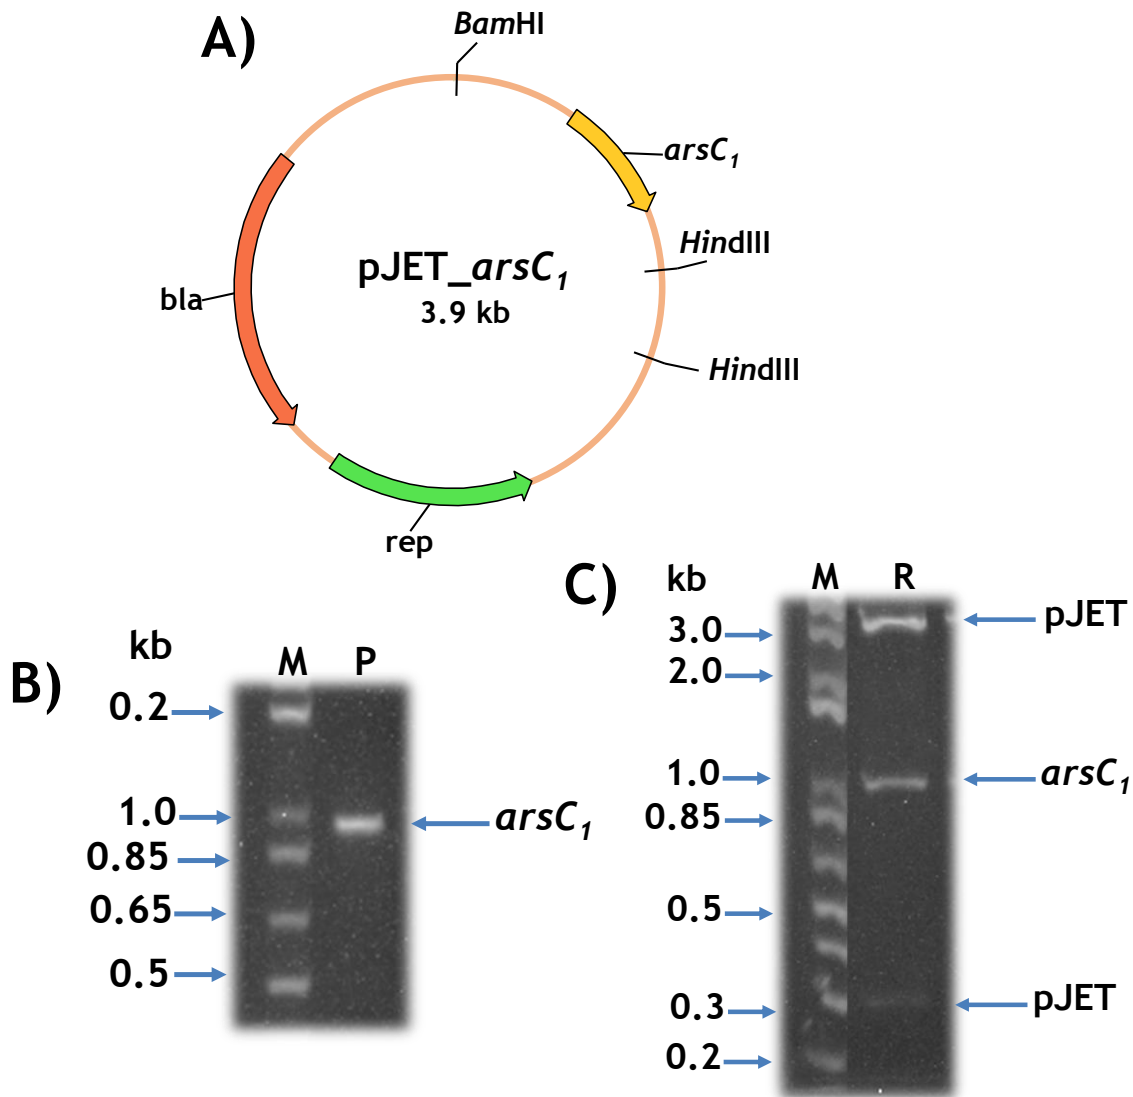 A)
BamHI
arsC₁
HindIII
pJET_arsC₁
3.9 kb
bla
HindIII
rep
B)
kb
M P
0.2
1.0
arsC₁
0.85
0.65
0.5
C)
kb
M R
3.0
pJET
2.0
1.0
arsC₁
0.85
0.5
0.3
pJET
0.2